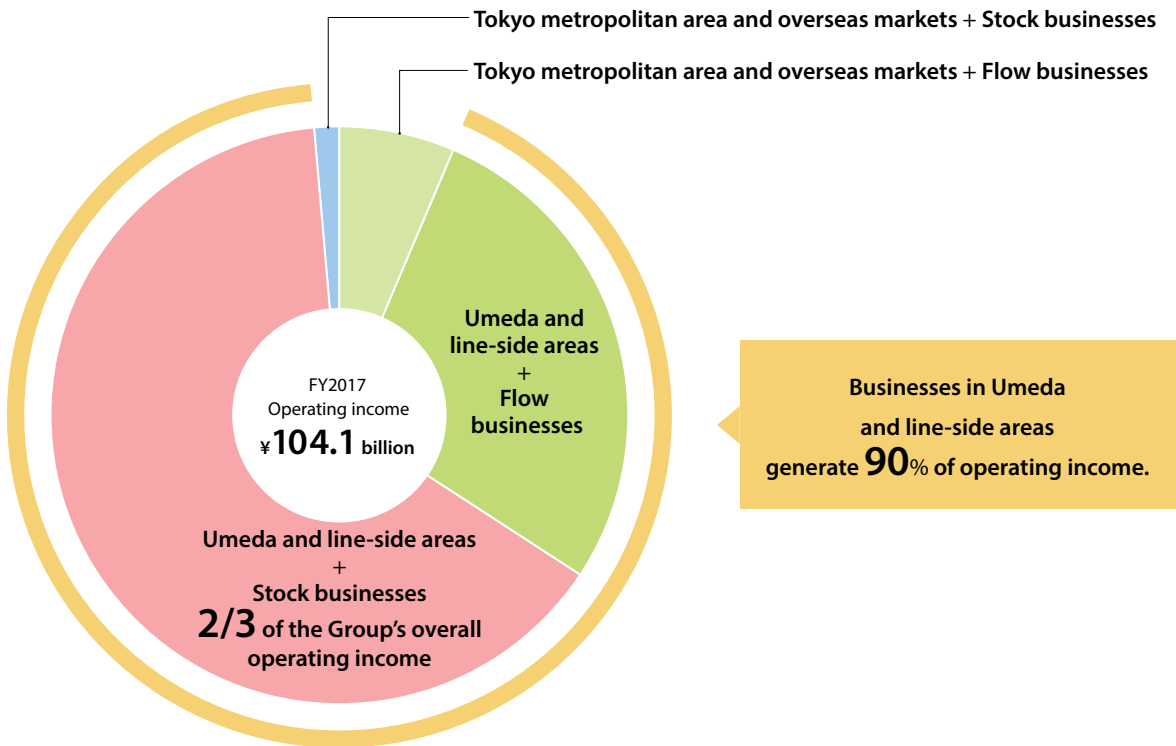 Tokyo metropolitan area and overseas markets + Stock businesses
Tokyo metropolitan area and overseas markets + Flow businesses
Umeda and
line-side areas
+
Flow
businesses
FY2017
Operating income
¥104.1 billion
Umeda and line-side areas
+
Stock businesses
2/3 of the Group's overall
operating income
Businesses in Umeda
and line-side areas
generate 90% of operating income.